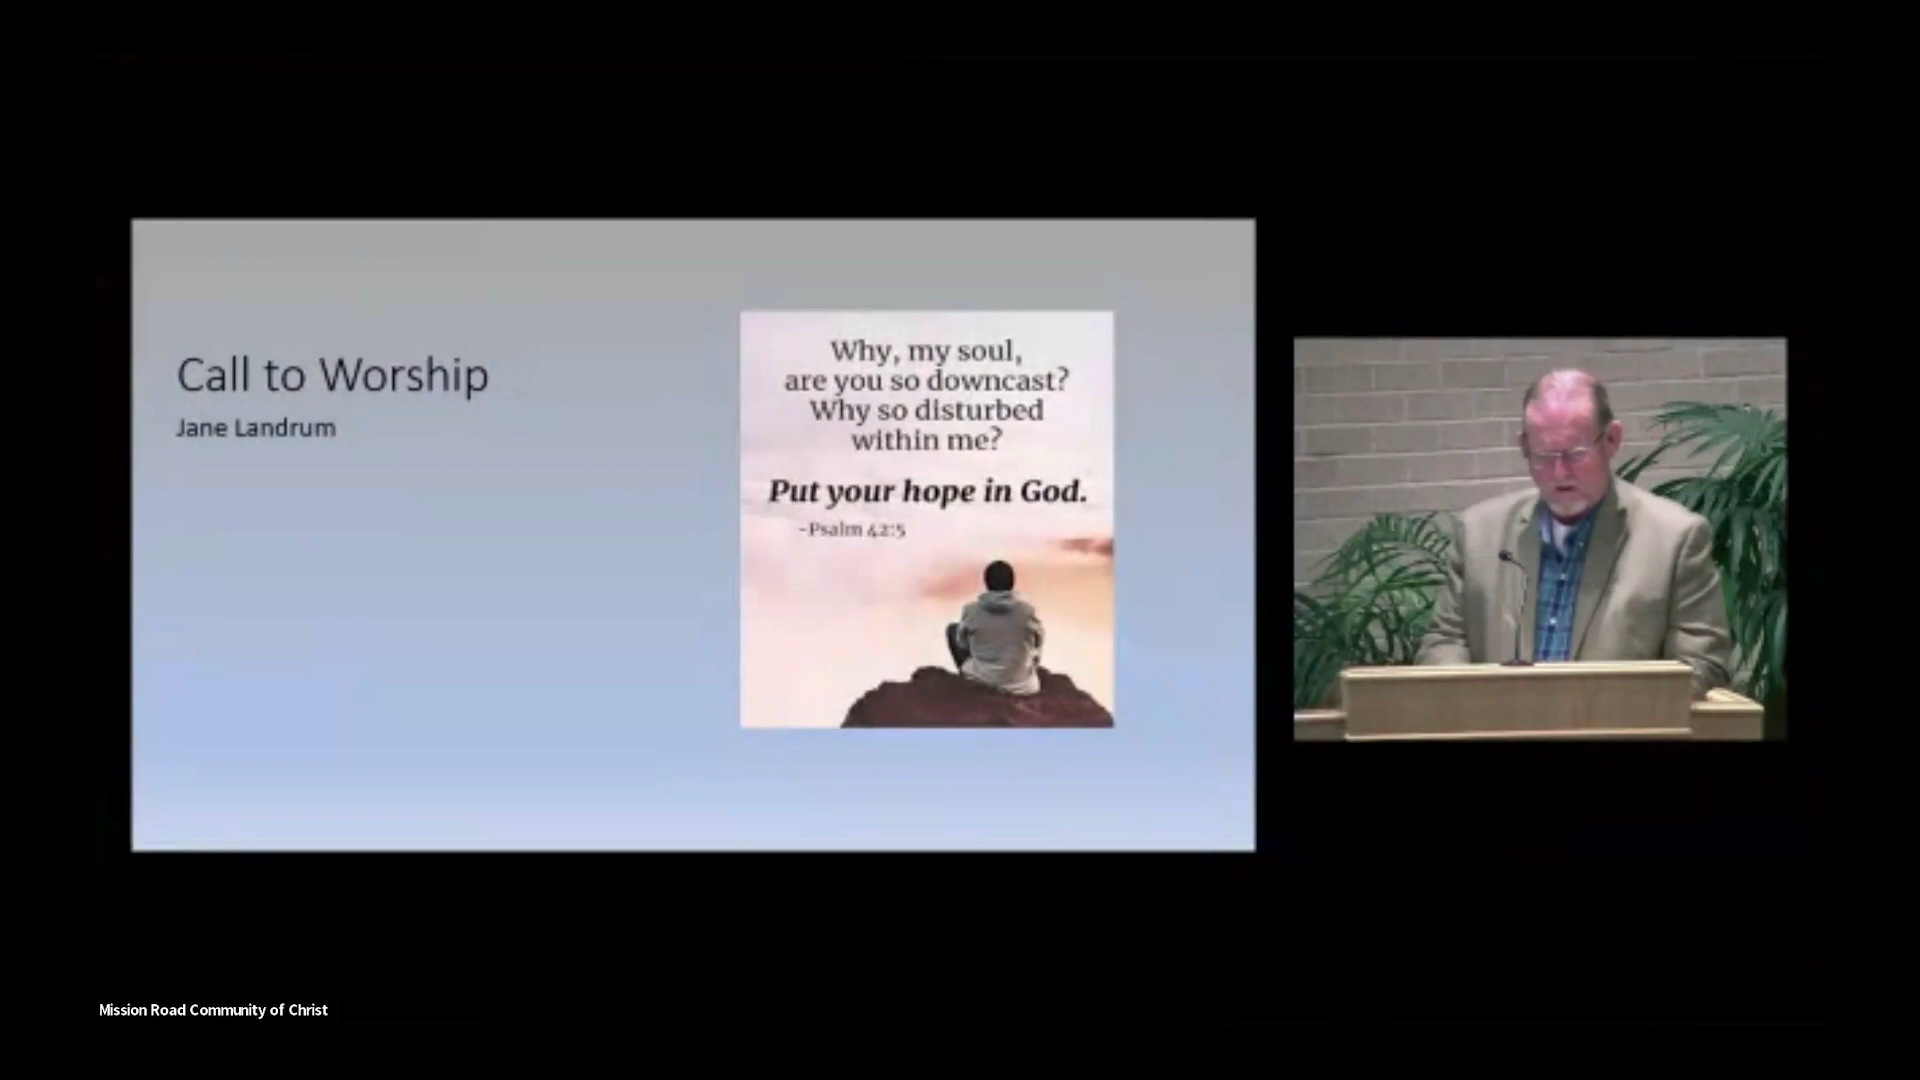 Call to Worship
Jane Landrum
Why, my soul,
are you so downcast?
Why so disturbed
within me?
Put your hope in God.
-Psalm 42:5
Mission Road Community of Christ